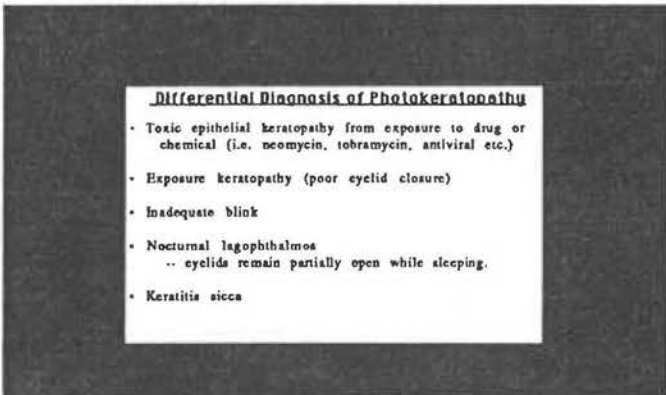 Differential Diagnosis of Photokeratopathy
• Toxic epithelial keratopathy from exposure to drug or
chemical (i.e. neomycin, tobramycin, antiviral etc.)
• Exposure keratopathy (poor eyelid closure)
• Inadequate blink
• Nocturnal lagophthalmos
-- eyelids remain partially open while sleeping.
• Keratitis sicca